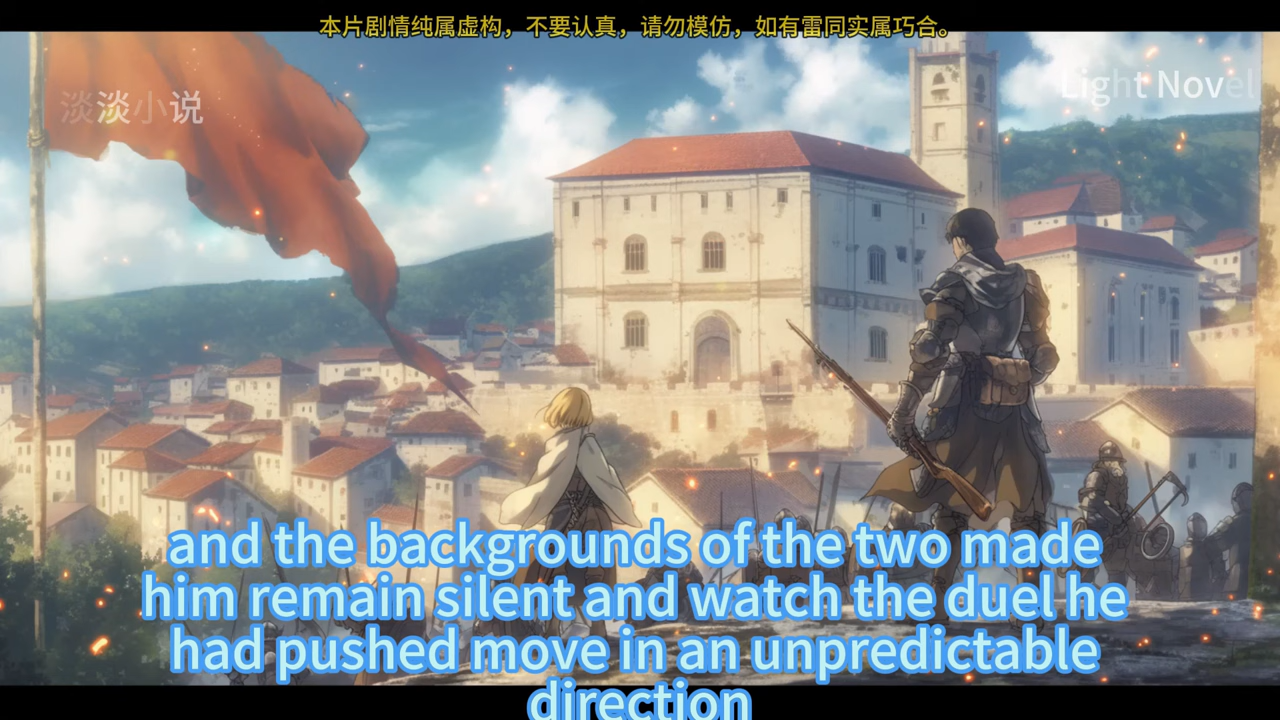 本片剧情纯属虚构，不要认真，请勿模仿，如有雷同实属巧合。
淡淡小说
Light Novel
and the backgrounds of the two made
him remain silent and watch the duel he
had pushed move in an unpredictable
direction